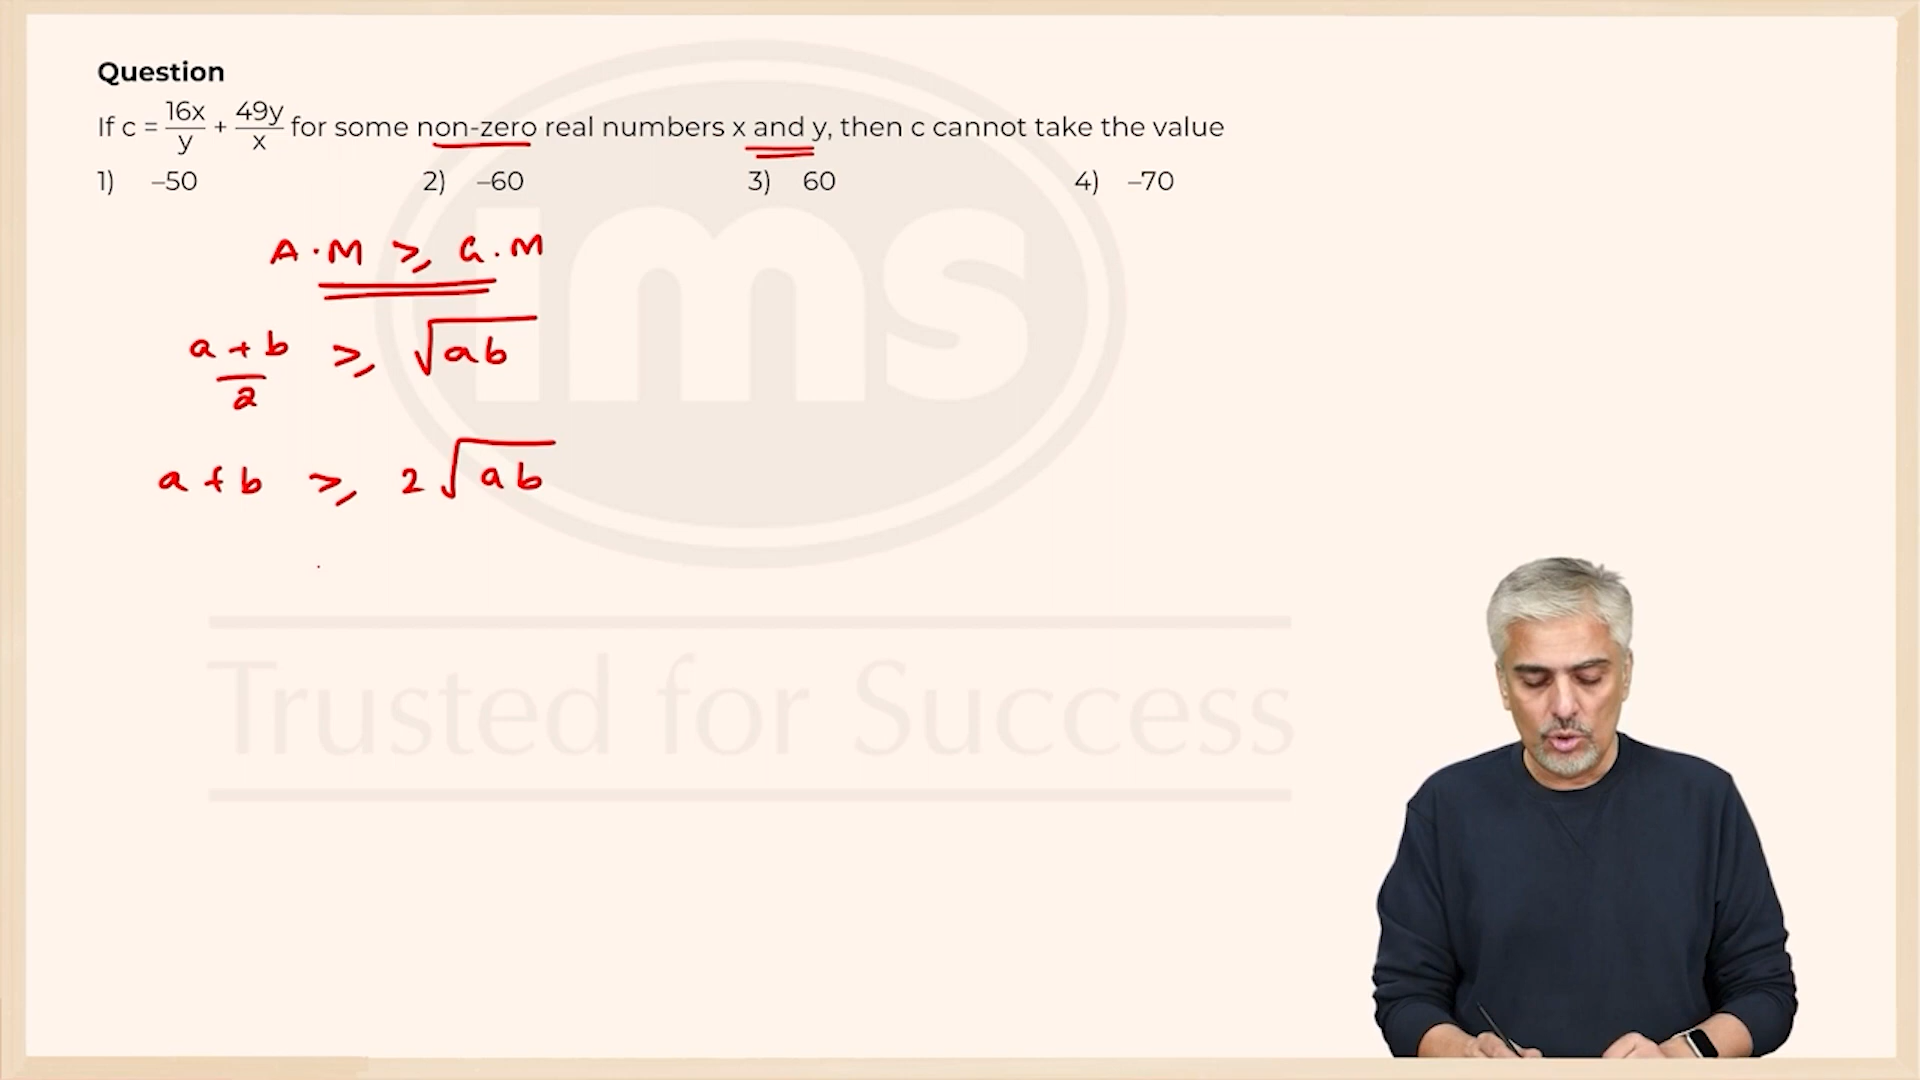 Question
If c = 16x/y + 49y/x for some non-zero real numbers x and y, then c cannot take the value
1) –50 2) –60 3) 60 4) –70
A.M ≥ G.M
a + b / 2 ≥ √ab
a + b ≥ 2√ab
ims
Trusted for Success